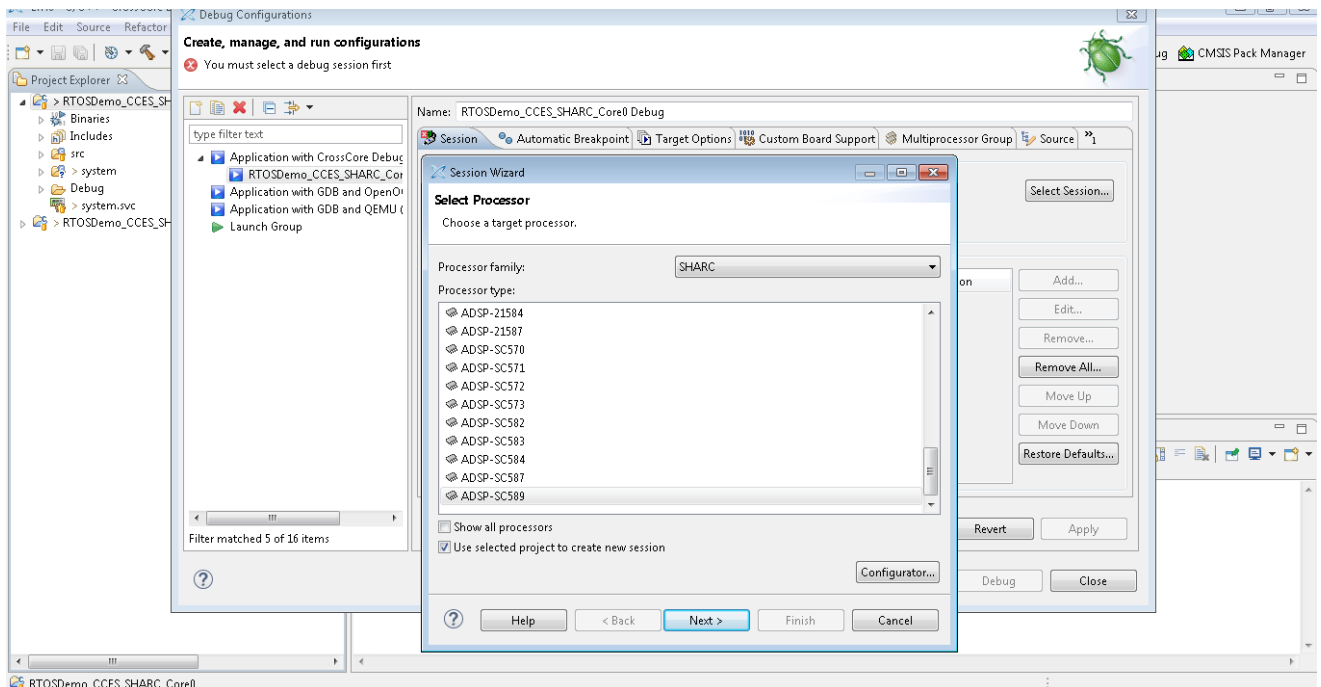 Debug Configurations
File Edit Source Refactor
Create, manage, and run configurations
You must select a debug session first
CMSIS Pack Manager
Project Explorer
> RTOSDemo_CCES_SH
Binaries
Includes
src
> system
Debug
> system.svc
> RTOSDemo_CCES_SH
type filter text
Application with CrossCore Debug
RTOSDemo_CCES_SHARC_Cor
Application with GDB and OpenO
Application with GDB and QEMU (
Launch Group
Filter matched 5 of 16 items
Name: RTOSDemo_CCES_SHARC_Core0 Debug
Session Automatic Breakpoint Target Options Custom Board Support Multiprocessor Group Source »1
Select Session...
on
Add...
Edit...
Remove...
Remove All...
Move Up
Move Down
Restore Defaults...
Revert Apply
Debug Close
Session Wizard
Select Processor
Choose a target processor.
Processor family: SHARC
Processor type:
ADSP-21584
ADSP-21587
ADSP-SC570
ADSP-SC571
ADSP-SC572
ADSP-SC573
ADSP-SC582
ADSP-SC583
ADSP-SC584
ADSP-SC587
ADSP-SC589
Show all processors
Use selected project to create new session
Configurator...
Help < Back Next > Finish Cancel
RTOSDemo_CCES_SHARC_Core0